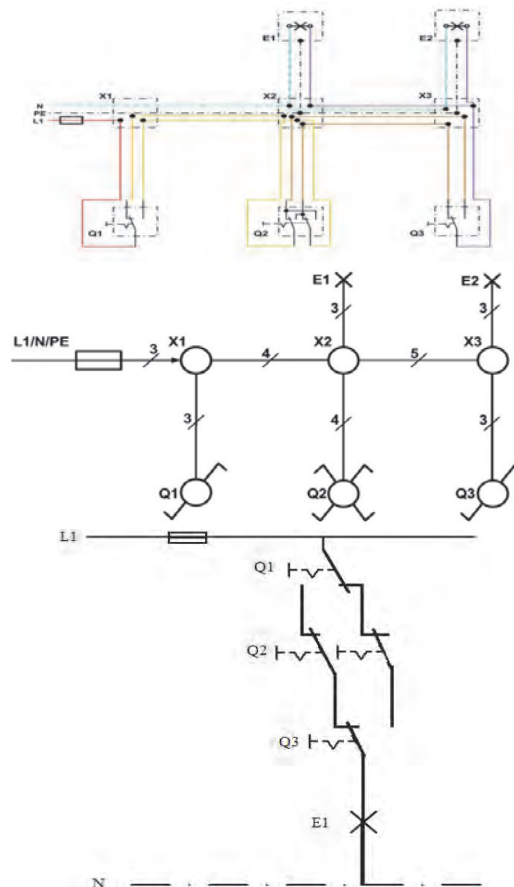 E1 E2
X1 X2 X3
N
PE
L1
Q1 Q2 Q3
E1 E2
3 3
L1/N/PE 3 X1 4 X2 5 X3
3 4 3
Q1 Q2 Q3
L1
Q1
Q2
Q3
E1
N